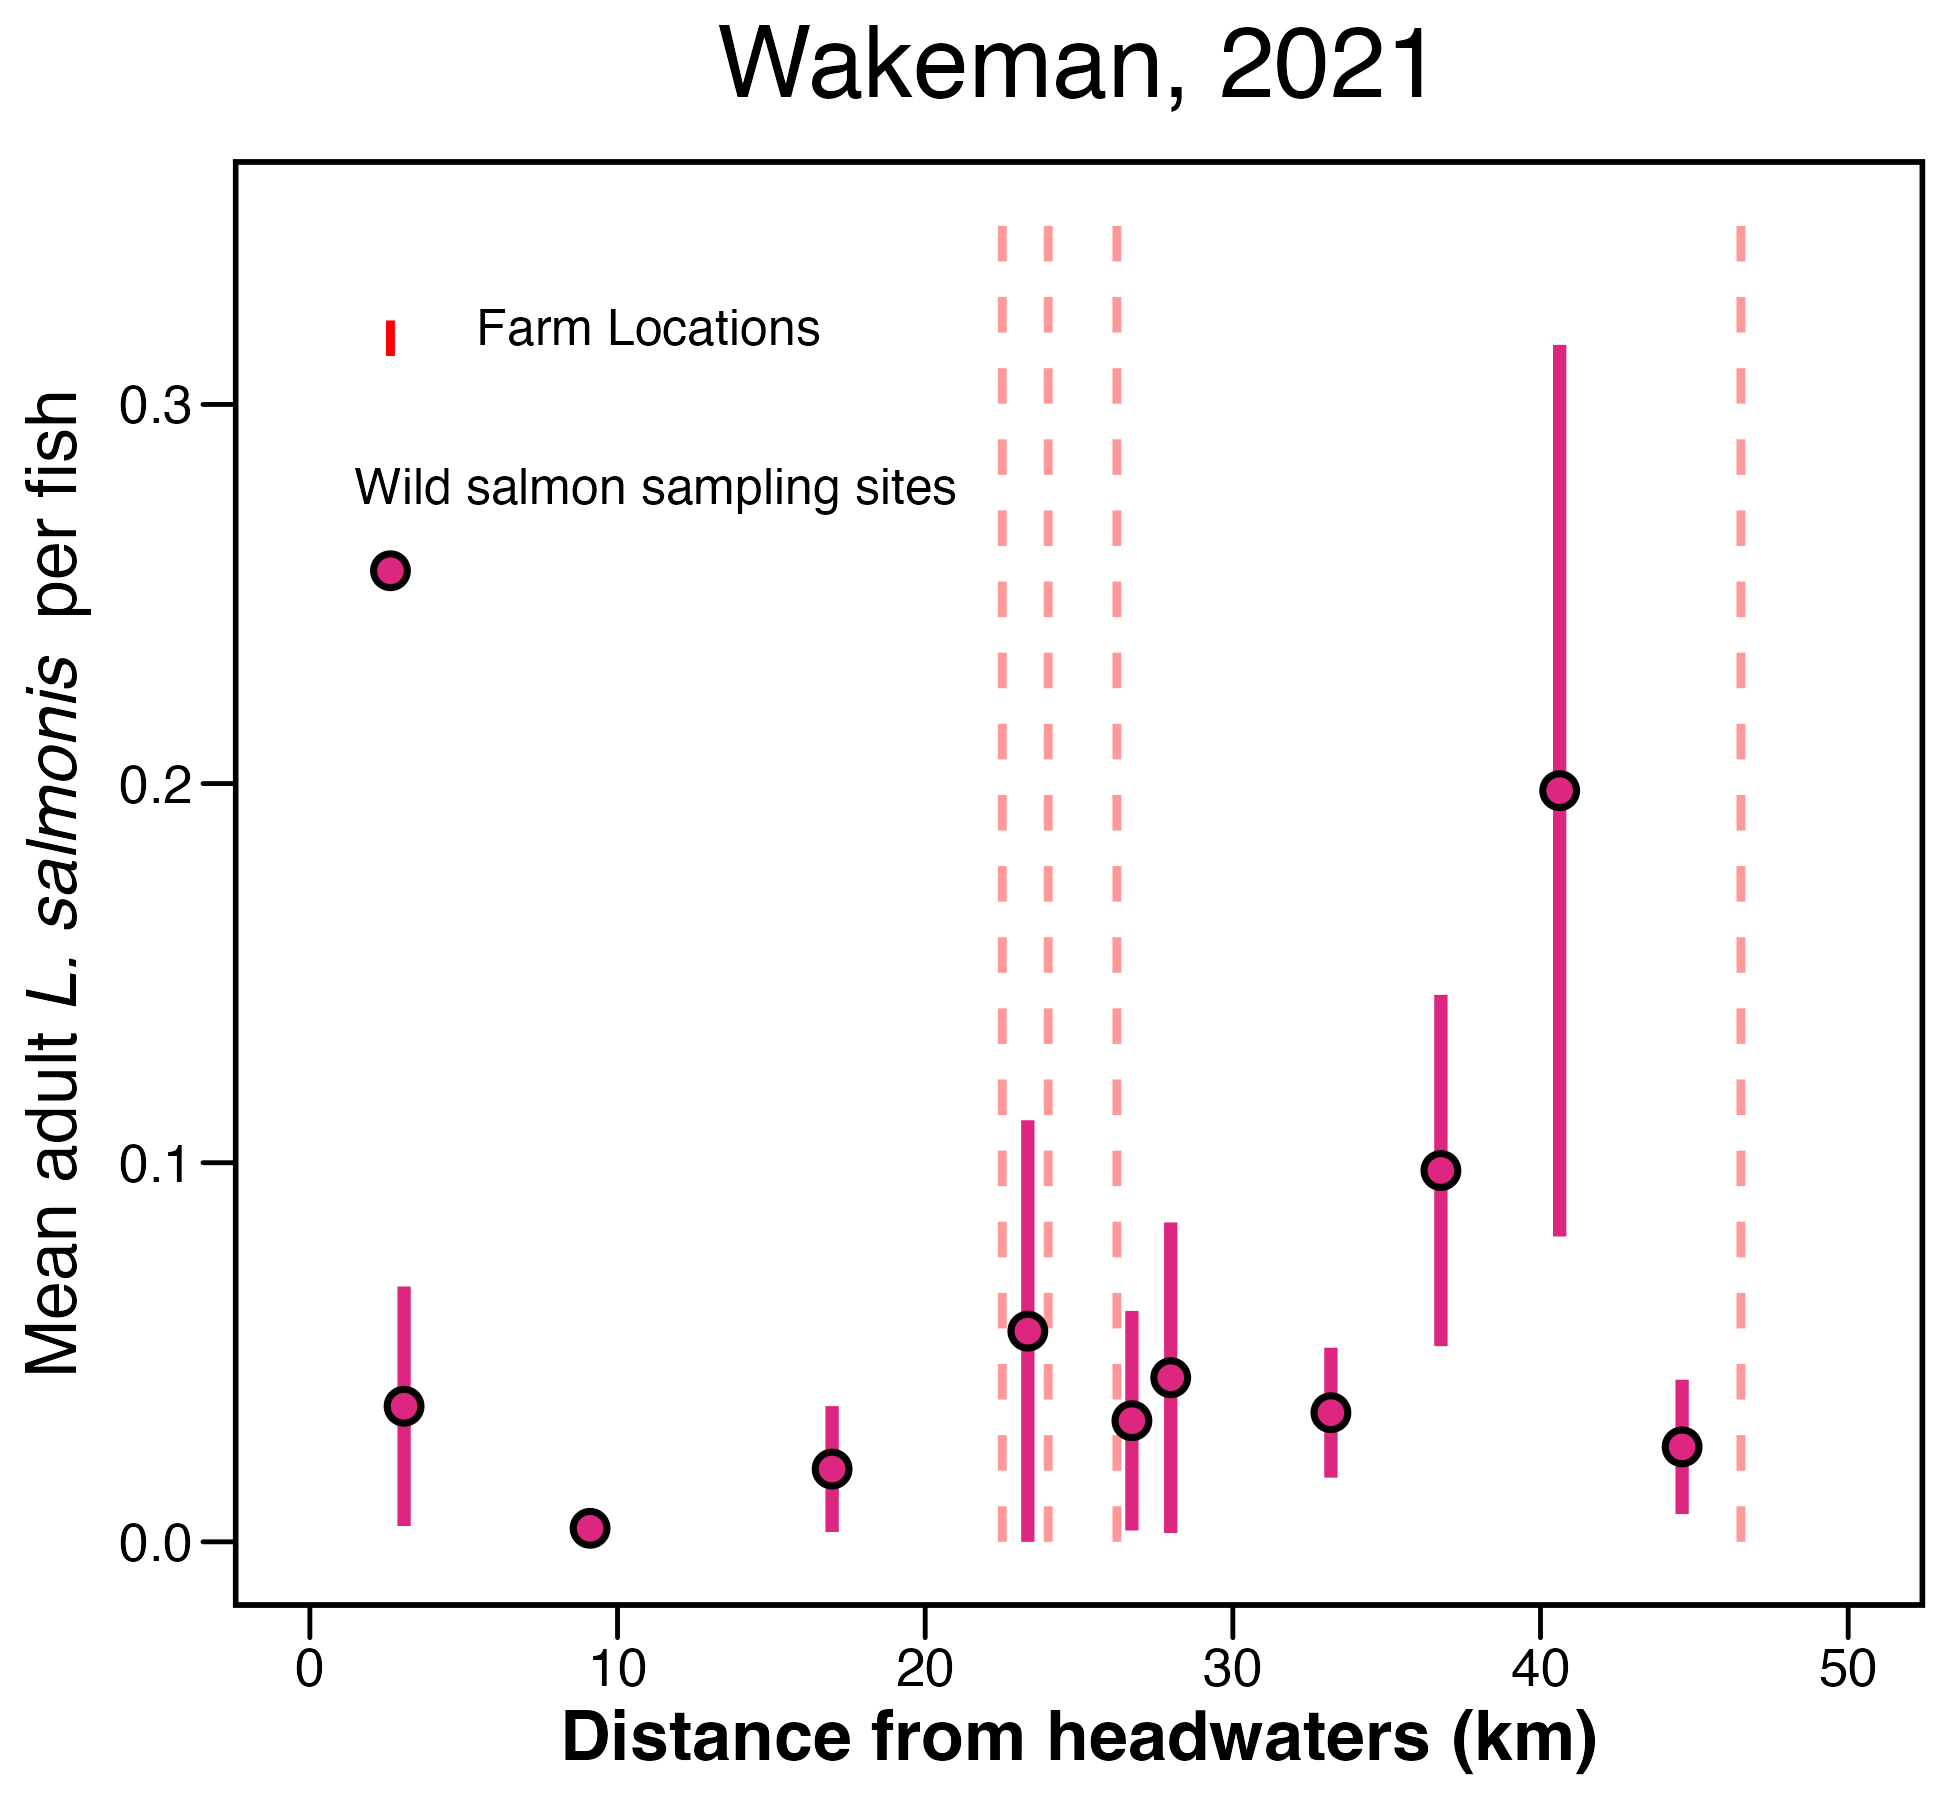 Wakeman, 2021
Mean adult L. salmonis per fish
Farm Locations
Wild salmon sampling sites
0.3
0.2
0.1
0.0
0 10 20 30 40 50
Distance from headwaters (km)